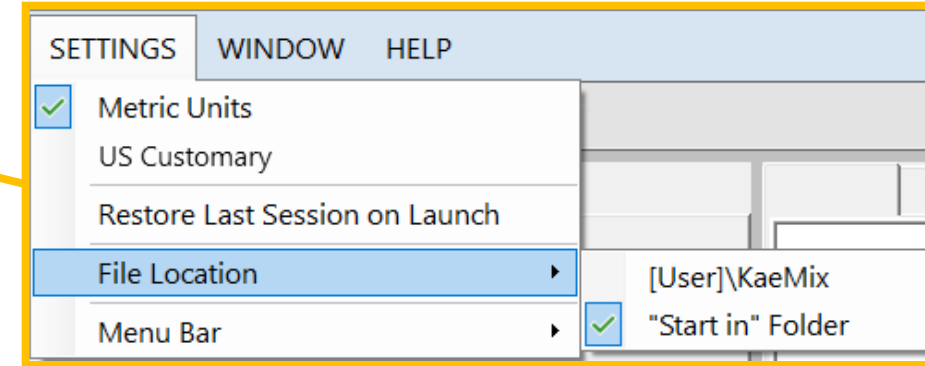 SETTINGS WINDOW HELP
Metric Units
US Customary
Restore Last Session on Launch
File Location
[User]\KaeMix
"Start in" Folder
Menu Bar